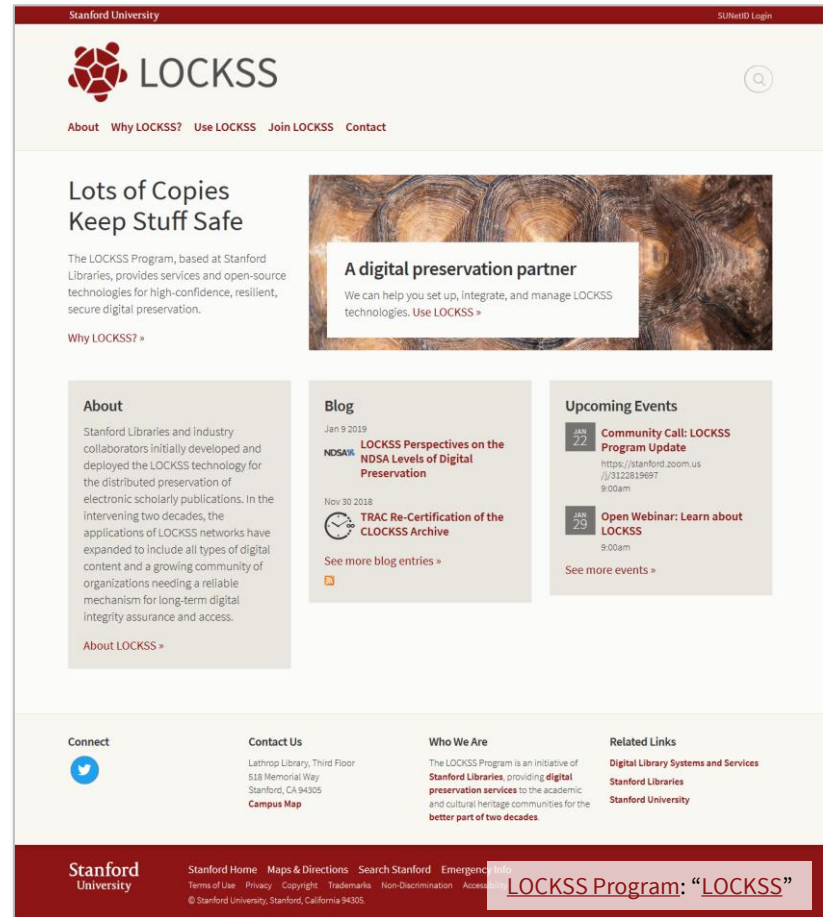 Stanford University
SUNetID Login
LOCKSS
About Why LOCKSS? Use LOCKSS Join LOCKSS Contact
Lots of Copies
Keep Stuff Safe
The LOCKSS Program, based at Stanford
Libraries, provides services and open-source
technologies for high-confidence, resilient,
secure digital preservation.
Why LOCKSS? »
A digital preservation partner
We can help you set up, integrate, and manage LOCKSS
technologies. Use LOCKSS »
About
Stanford Libraries and industry
collaborators initially developed and
deployed the LOCKSS technology for
the distributed preservation of
electronic scholarly publications. In the
intervening two decades, the
applications of LOCKSS networks have
expanded to include all types of digital
content and a growing community of
organizations needing a reliable
mechanism for long-term digital
integrity assurance and access.
About LOCKSS »
Blog
Jan 9 2019
NDSA
LOCKSS Perspectives on the
NDSA Levels of Digital
Preservation
Nov 30 2018
TRAC Re-Certification of the
CLOCKSS Archive
See more blog entries »
Upcoming Events
JAN
22
Community Call: LOCKSS
Program Update
https://stanford.zoom.us
/j/3122819697
9:00am
JAN
29
Open Webinar: Learn about
LOCKSS
9:00am
See more events »
Connect
Contact Us
Lathrop Library, Third Floor
518 Memorial Way
Stanford, CA 94305
Campus Map
Who We Are
The LOCKSS Program is an initiative of
Stanford Libraries, providing digital
preservation services to the academic
and cultural heritage communities for the
better part of two decades.
Related Links
Digital Library Systems and Services
Stanford Libraries
Stanford University
Stanford
University
Stanford Home Maps & Directions Search Stanford Emergency Info
Terms of Use Privacy Copyright Trademarks Non-Discrimination Accessibility
© Stanford University, Stanford, California 94305.
LOCKSS Program: “LOCKSS”